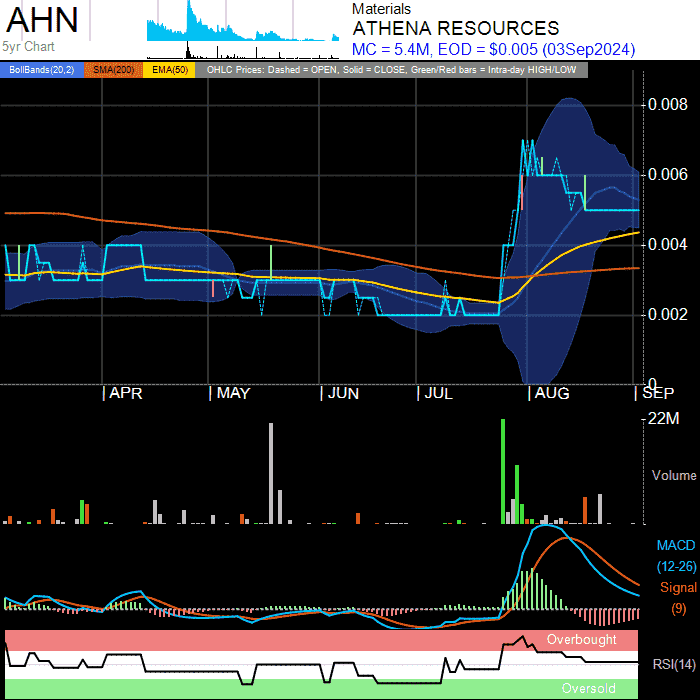 AHN
5yr Chart
Materials
ATHENA RESOURCES
MC = 5.4M, EOD = $0.005 (03Sep2024)
BollBands(20,2) SMA(200) EMA(50) OHLC Prices: Dashed = OPEN, Solid = CLOSE, Green/Red bars = Intra-day HIGH/LOW
0.008
0.006
0.004
0.002
0
APR MAY JUN JUL AUG SEP
22M
Volume
MACD
(12-26)
Signal
(9)
Overbought
RSI(14)
Oversold